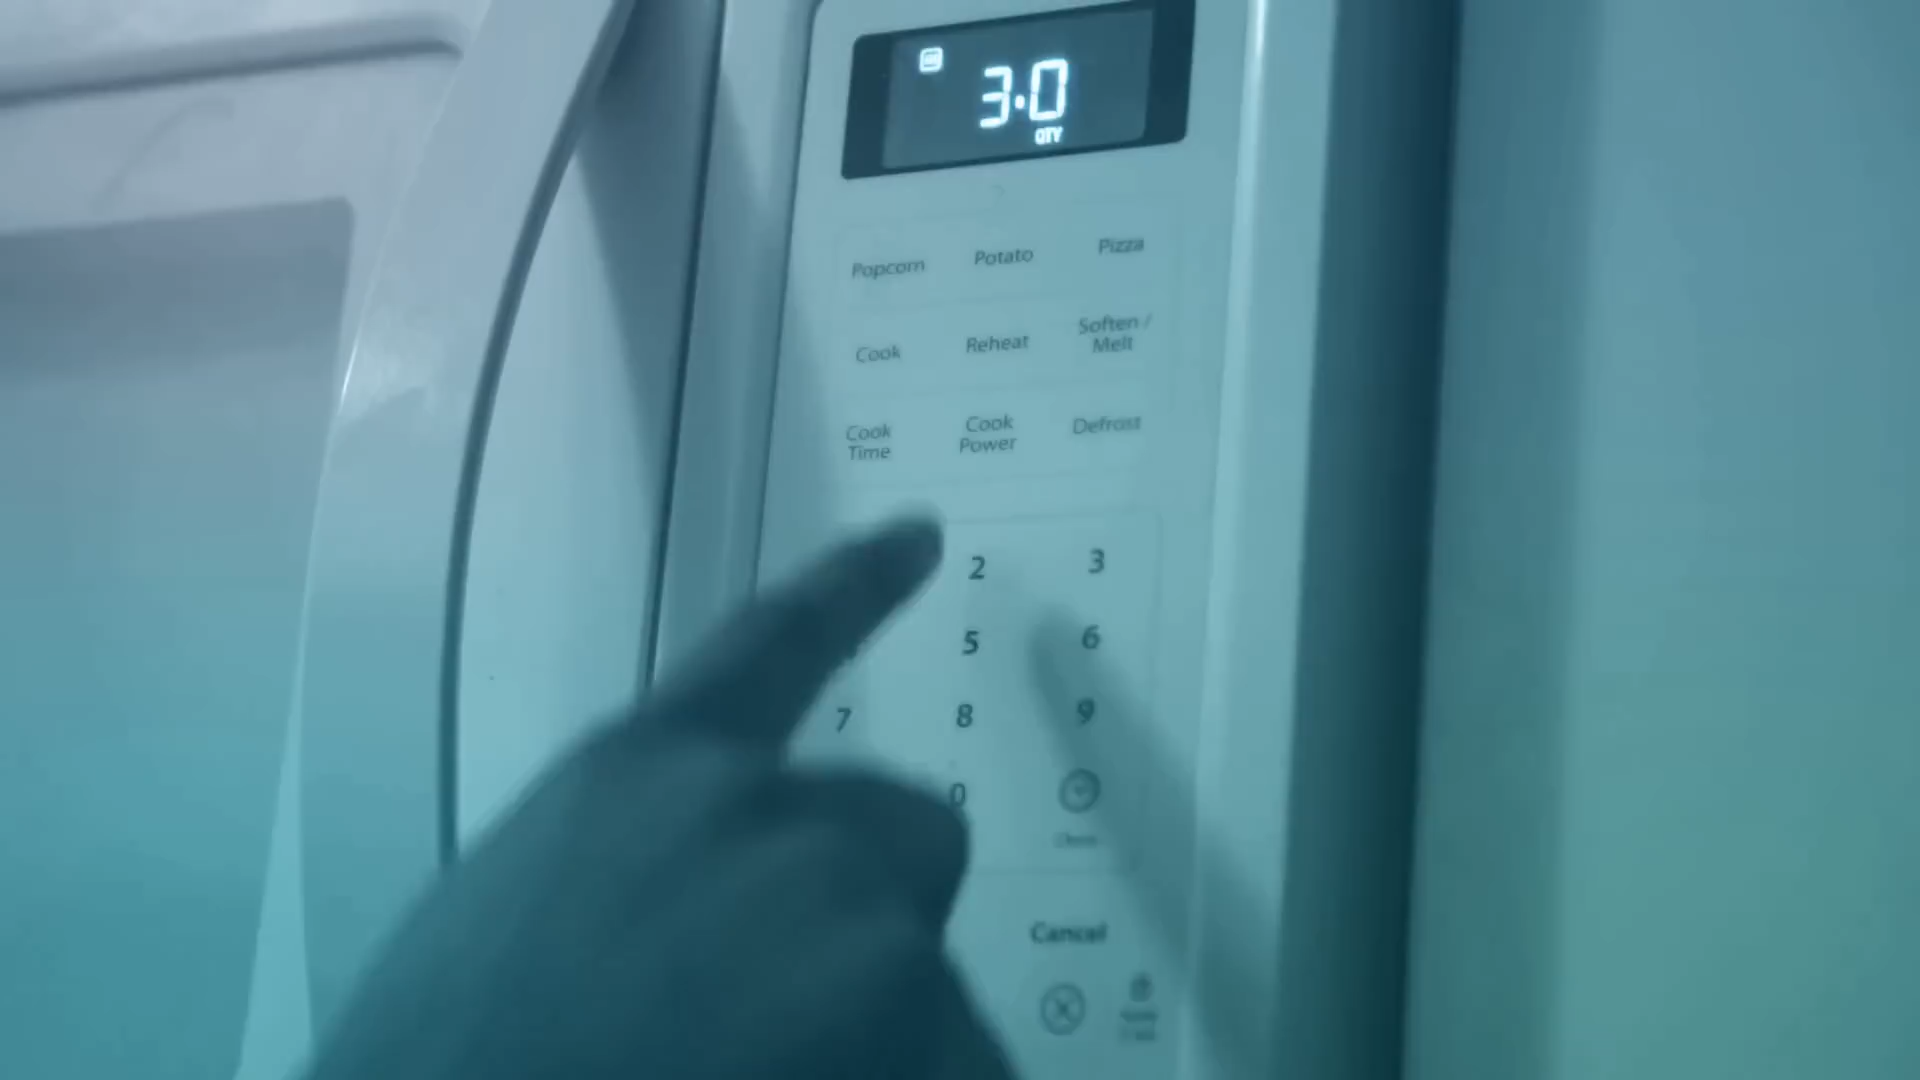 3.0
QTY
Popcorn Potato Pizza
Cook Reheat Soften /
Melt
Cook
Time
Cook
Power
Defrost
2 3
5 6
7 8 9
0
Cancel